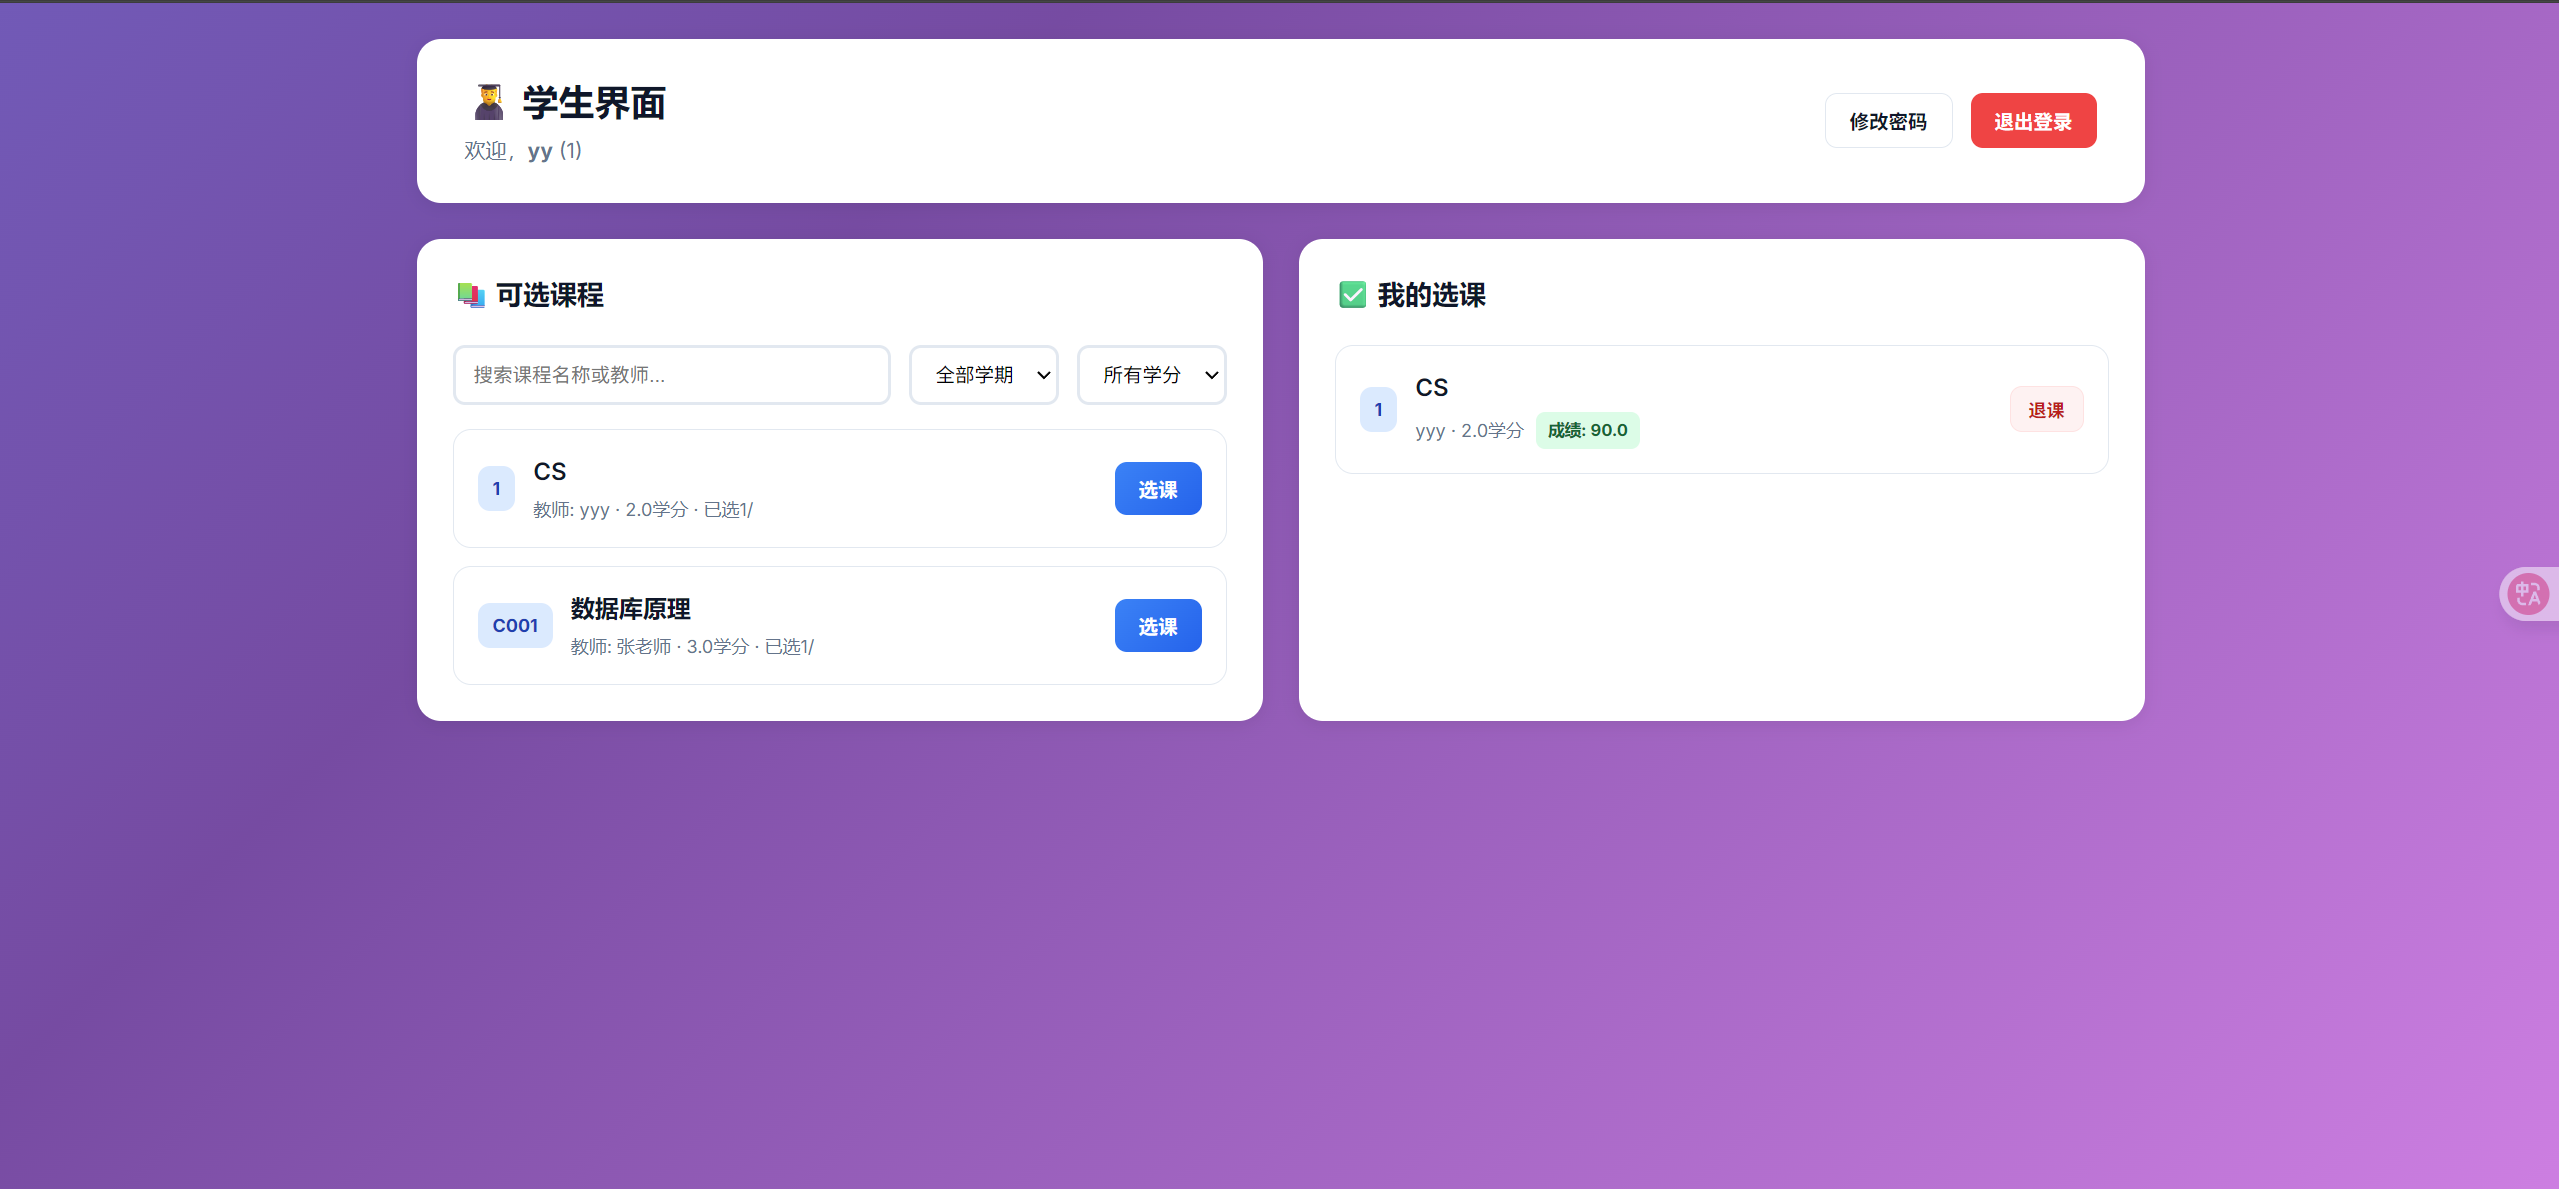 学生界面
欢迎，yy (1)
修改密码
退出登录
可选课程
搜索课程名称或教师...
全部学期
所有学分
1
CS
教师: yyy · 2.0学分 · 已选1/
选课
C001
数据库原理
教师: 张老师 · 3.0学分 · 已选1/
选课
我的选课
1
CS
yyy · 2.0学分 成绩: 90.0
退课
中A